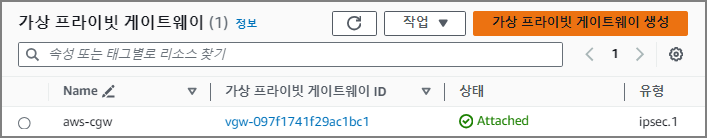 가상 프라이빗 게이트웨이 (1) 정보
작업 ▼
가상 프라이빗 게이트웨이 생성
속성 또는 태그별로 리소스 찾기
1
Name
가상 프라이빗 게이트웨이 ID
상태
유형
aws-cgw
vgw-097f1741f29ac1bc1
Attached
ipsec.1